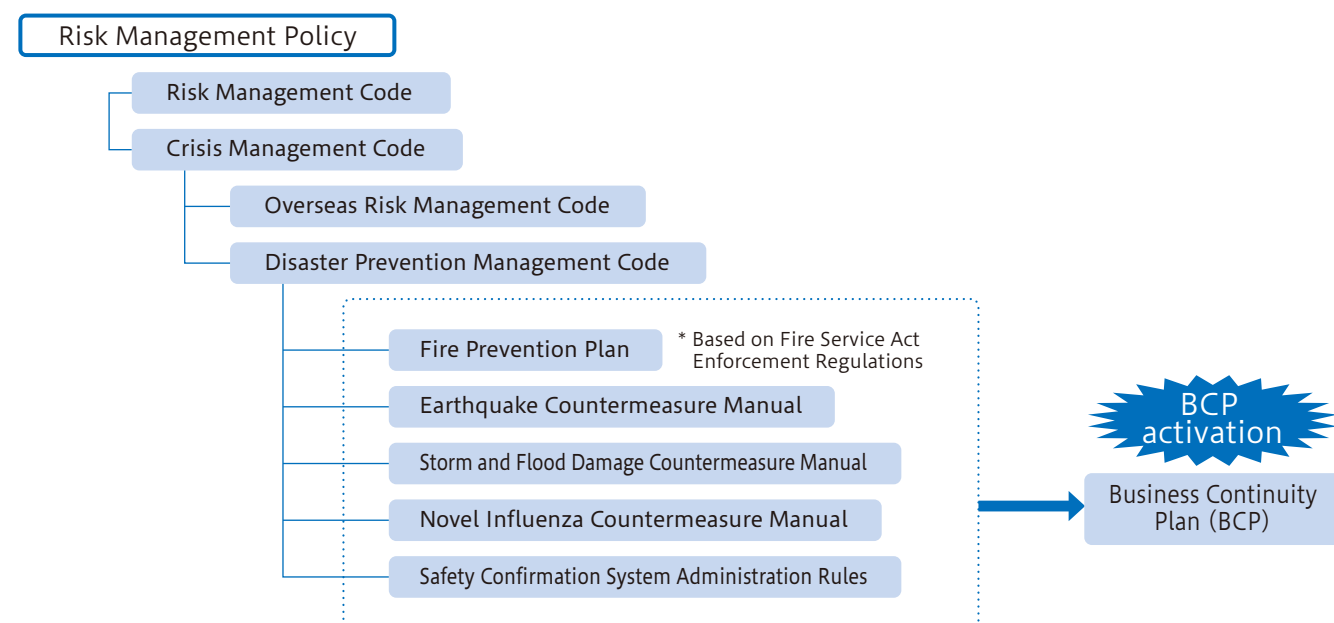 Risk Management Policy
Risk Management Code
Crisis Management Code
Overseas Risk Management Code
Disaster Prevention Management Code
Fire Prevention Plan
* Based on Fire Service Act
Enforcement Regulations
Earthquake Countermeasure Manual
Storm and Flood Damage Countermeasure Manual
Novel Influenza Countermeasure Manual
Safety Confirmation System Administration Rules
BCP
activation
Business Continuity
Plan (BCP)